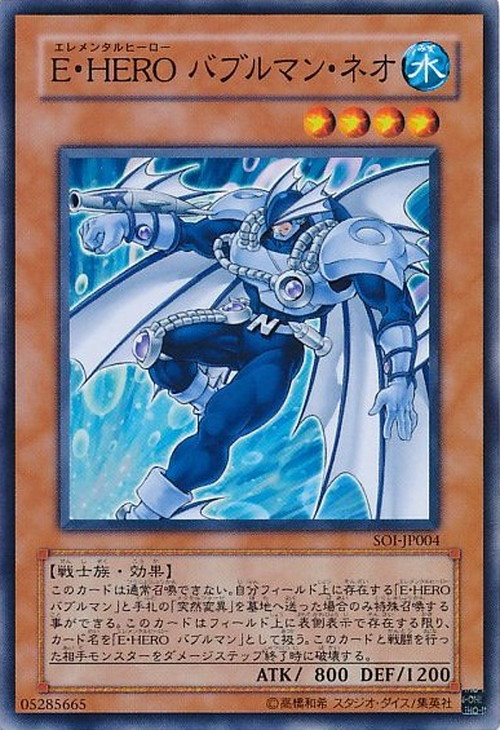 エレメンタルヒーロー
E・HERO バブルマン・ネオ
水
N
SOI-JP004
【戦士族・効果】
このカードは通常召喚できない。自分フィールド上に存在する「E・HERO
バブルマン」と手札の「突然変異」を墓地へ送った場合のみ特殊召喚する
事ができる。このカードはフィールド上に表側表示で存在する限り、
カード名を「E・HERO バブルマン」として扱う。このカードと戦闘を行っ
た相手モンスターをダメージステップ終了時に破壊する。
ATK/ 800 DEF/1200
05285665
©高橋和希 スタジオ・ダイス/集英社